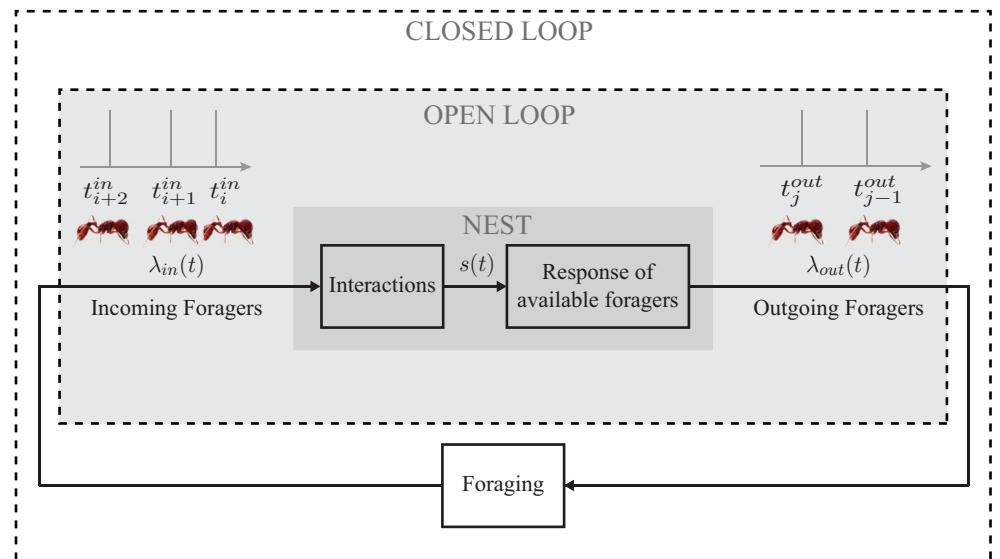 CLOSED LOOP
OPEN LOOP
t_{i+2}^{in} t_{i+1}^{in} t_i^{in}
t_j^{out} t_{j-1}^{out}
NEST
λ_{in}(t)
Interactions
s(t)
Response of
available foragers
λ_{out}(t)
Incoming Foragers
Outgoing Foragers
Foraging